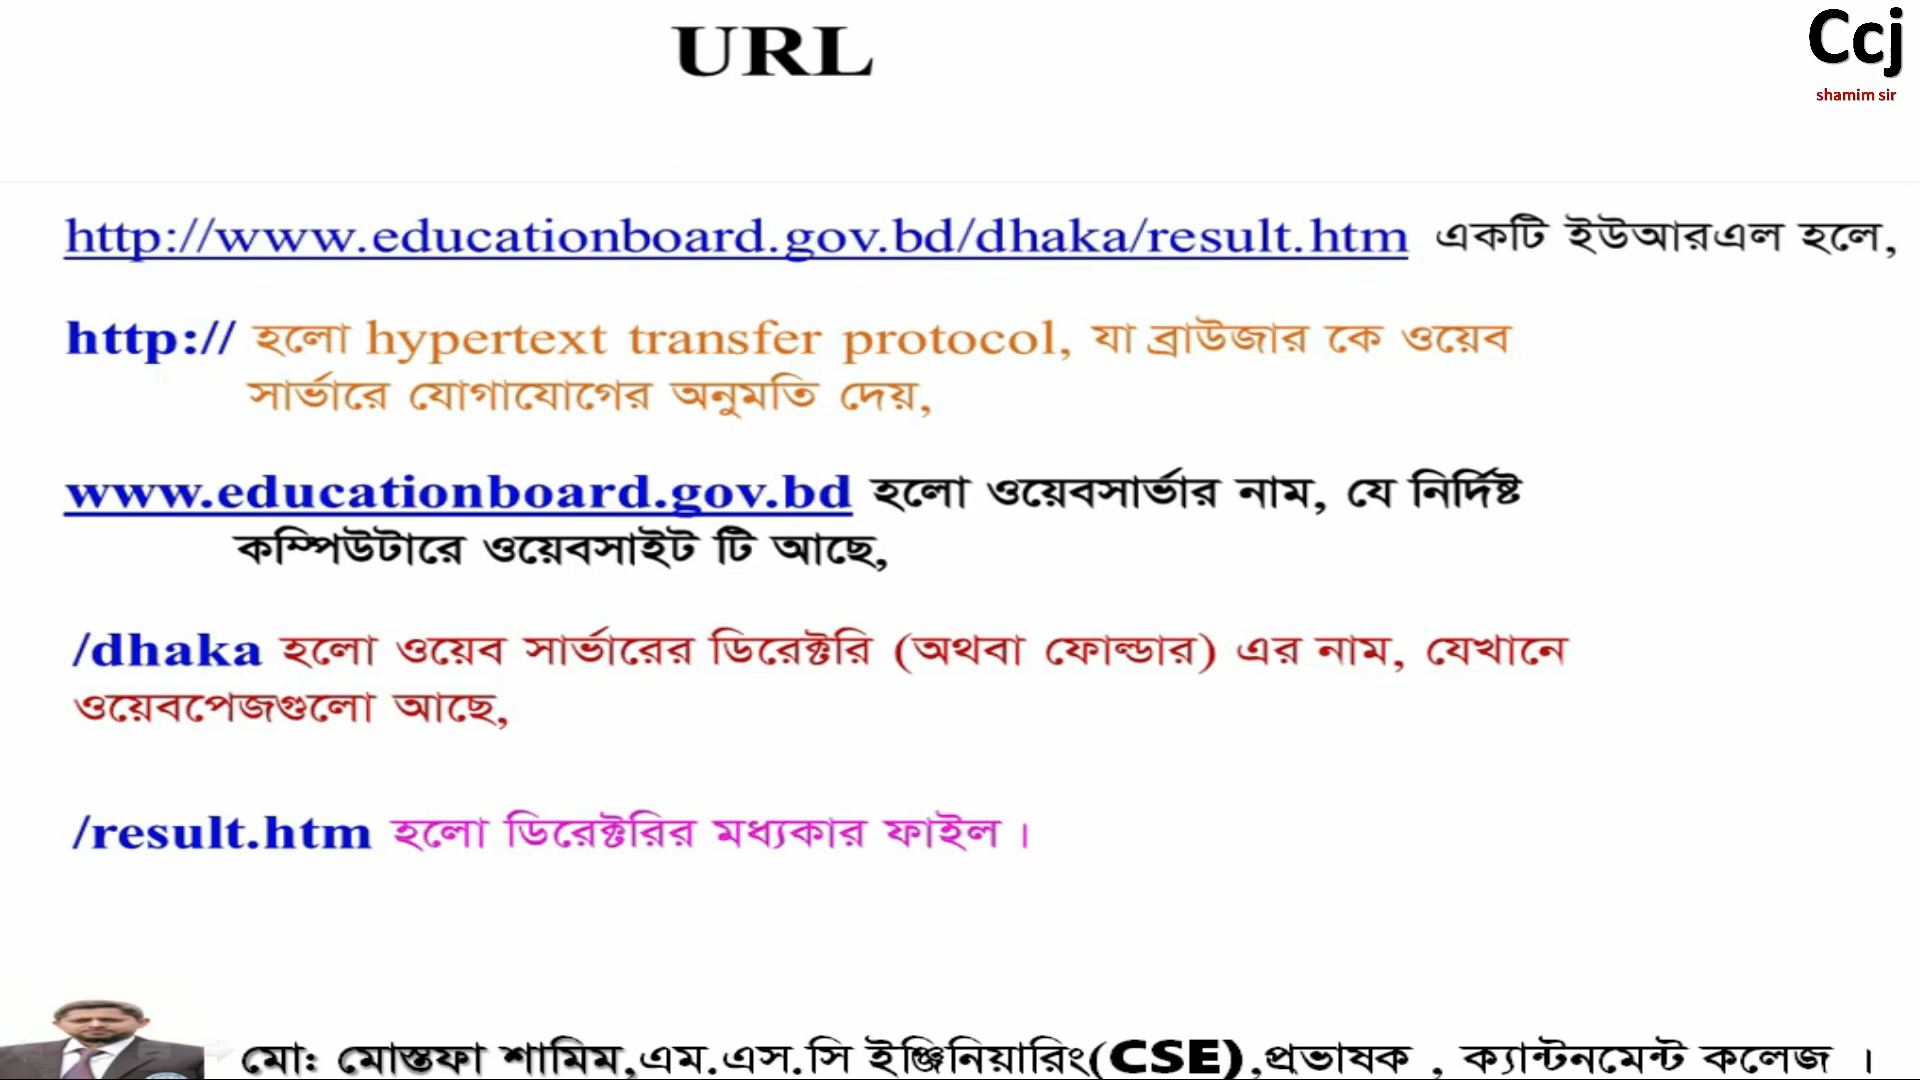 URL
Ccj
shamim sir
http://www.educationboard.gov.bd/dhaka/result.htm একটি ইউআরএল হলে,
http:// হলো hypertext transfer protocol, যা ব্রাউজার কে ওয়েব
সার্ভারে যোগাযোগের অনুমতি দেয়,
www.educationboard.gov.bd হলো ওয়েবসার্ভার নাম, যে নির্দিষ্ট
কম্পিউটারে ওয়েবসাইট টি আছে,
/dhaka হলো ওয়েব সার্ভারের ডিরেক্টরি (অথবা ফোল্ডার) এর নাম, যেখানে
ওয়েবপেজগুলো আছে,
/result.htm হলো ডিরেক্টরির মধ্যকার ফাইল ।
মো: মোস্তফা শামিম,এম.এস.সি ইঞ্জিনিয়ারিং(CSE),প্রভাষক , ক্যান্টনমেন্ট কলেজ ।